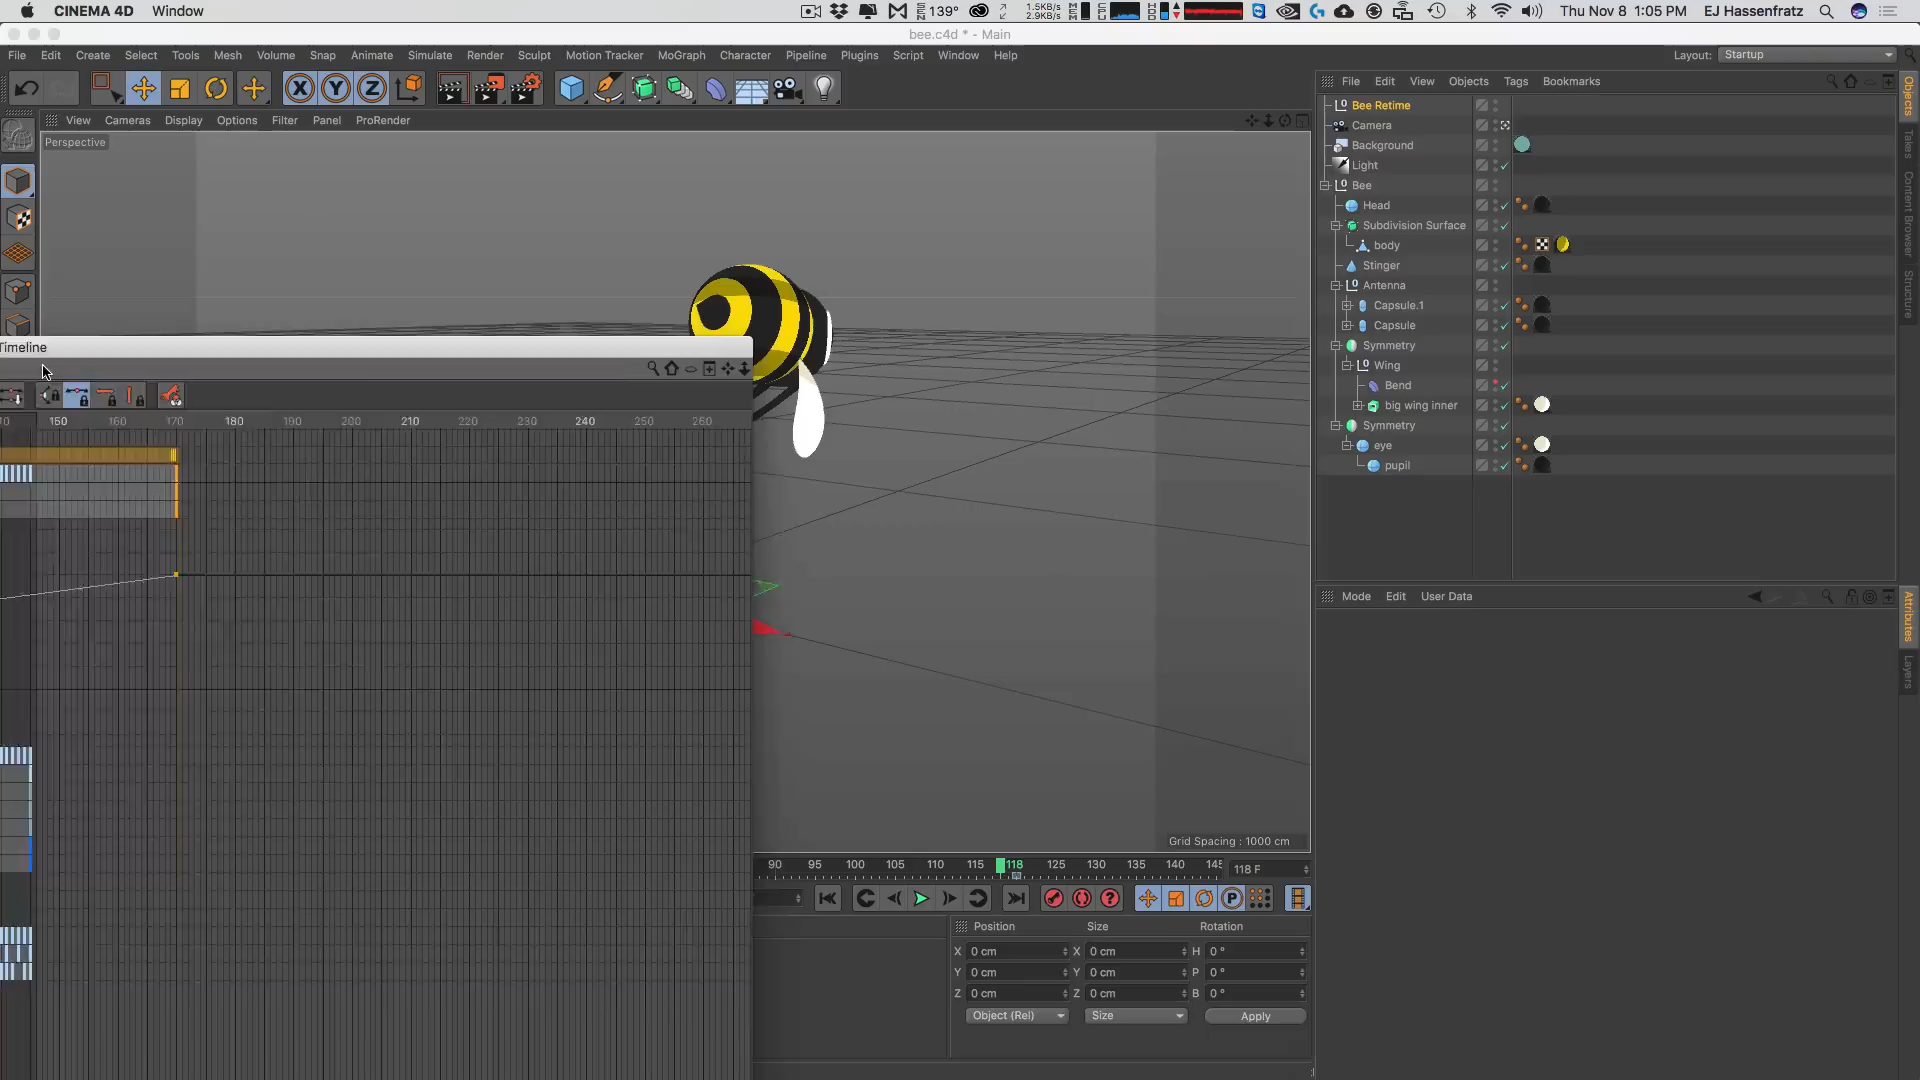 CINEMA 4D Window
139° 1.5KB/s 2.9KB/s Thu Nov 8 1:05 PM EJ Hassenfratz
bee.c4d * - Main
File Edit Create Select Tools Mesh Volume Snap Animate Simulate Render Sculpt Motion Tracker MoGraph Character Pipeline Plugins Script Window Help
Layout: Startup
X Y Z
File Edit View Objects Tags Bookmarks
View Cameras Display Options Filter Panel ProRender
Perspective
Bee Retime
Camera
Background
Light
Bee
Head
Subdivision Surface
body
Stinger
Antenna
Capsule.1
Capsule
Symmetry
Wing
Bend
big wing inner
Symmetry
eye
pupil
Objects
Takes
Content Browser
Structure
Timeline
150 160 170 180 190 200 210 220 230 240 250 260
Mode Edit User Data
Attributes
Layers
Grid Spacing : 1000 cm
90 95 100 105 110 115 118 125 130 135 140 145
118 F
P
Position Size Rotation
X 0 cm X 0 cm H 0 °
Y 0 cm Y 0 cm P 0 °
Z 0 cm Z 0 cm B 0 °
Object (Rel) Size Apply